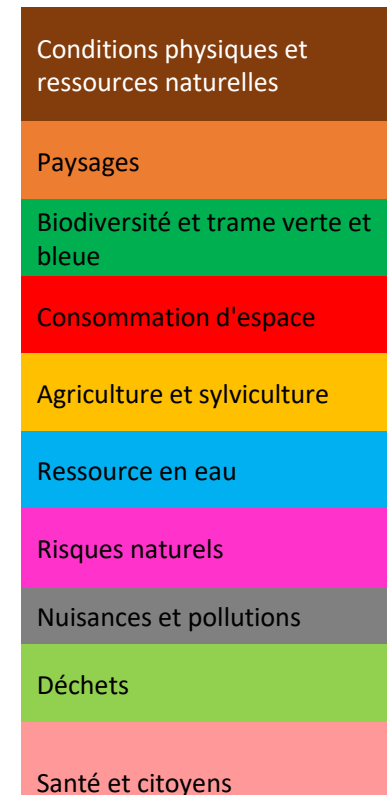 Conditions physiques et
ressources naturelles
Paysages
Biodiversité et trame verte et
bleue
Consommation d'espace
Agriculture et sylviculture
Ressource en eau
Risques naturels
Nuisances et pollutions
Déchets
Santé et citoyens